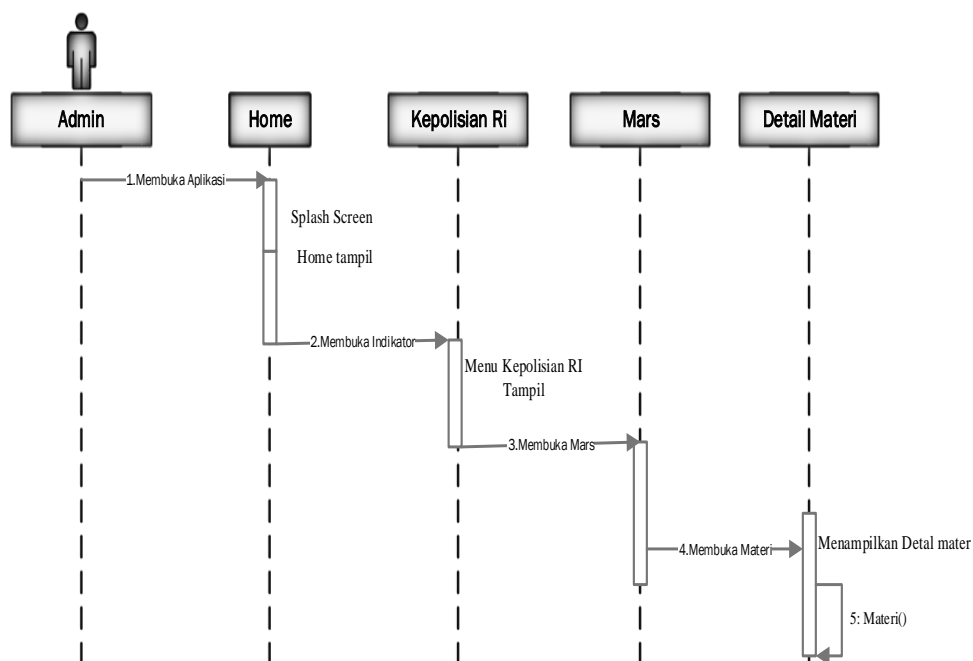 Admin
Home
Kepolisian Ri
Mars
Detail Materi
1.Membuka Aplikasi
Splash Screen
Home tampil
2.Membuka Indikator
Menu Kepolisian RI
Tampil
3.Membuka Mars
4.Membuka Materi
Menampilkan Detal mater
5: Materi()